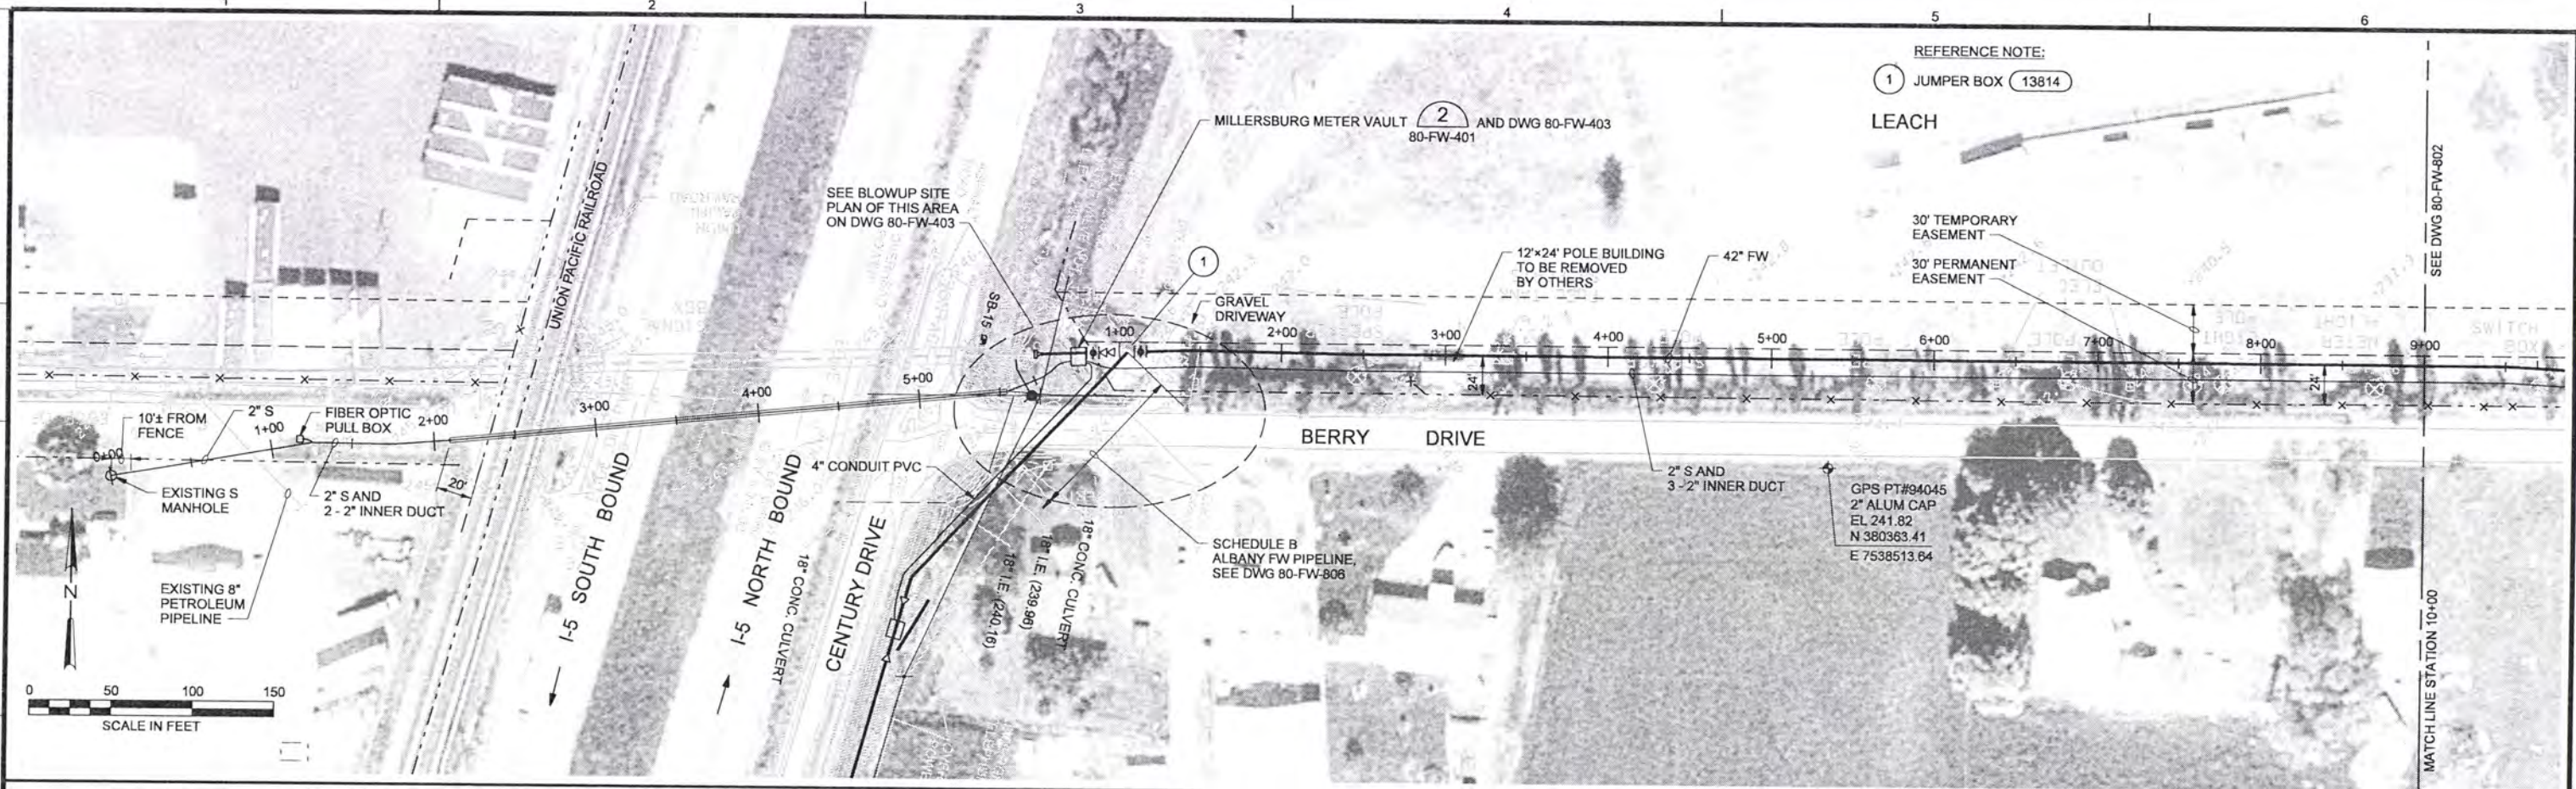 2
3
4
5
6
REFERENCE NOTE:
1 JUMPER BOX 13814
LEACH
MILLERSBURG METER VAULT 2 AND DWG 80-FW-403
80-FW-401
SEE BLOWUP SITE
PLAN OF THIS AREA
ON DWG 80-FW-403
UNION PACIFIC RAILROAD
SEE DWG 80-FW-802
30' TEMPORARY
EASEMENT
30' PERMANENT
EASEMENT
12'×24' POLE BUILDING
TO BE REMOVED
BY OTHERS
42" FW
1
GRAVEL
DRIVEWAY
SB-15
1+00
2+00
3+00
4+00
5+00
6+00
7+00
8+00
9+00
24'
24'
0+00
1+00
2+00
3+00
4+00
5+00
10'± FROM
FENCE
2" S
FIBER OPTIC
PULL BOX
EXISTING S
MANHOLE
2" S AND
2 - 2" INNER DUCT
20'
EXISTING 8"
PETROLEUM
PIPELINE
N
0 50 100 150
SCALE IN FEET
I-5 SOUTH BOUND
I-5 NORTH BOUND
18" CONC. CULVERT
CENTURY DRIVE
4" CONDUIT PVC
18" I.E. (240.16)
18" I.E. (239.98)
18" CONC. CULVERT
SCHEDULE B
ALBANY FW PIPELINE,
SEE DWG 80-FW-806
BERRY DRIVE
2" S AND
3 - 2" INNER DUCT
GPS PT#94045
2" ALUM CAP
EL 241.82
N 380363.41
E 7538513.64
MATCH LINE STATION 10+00